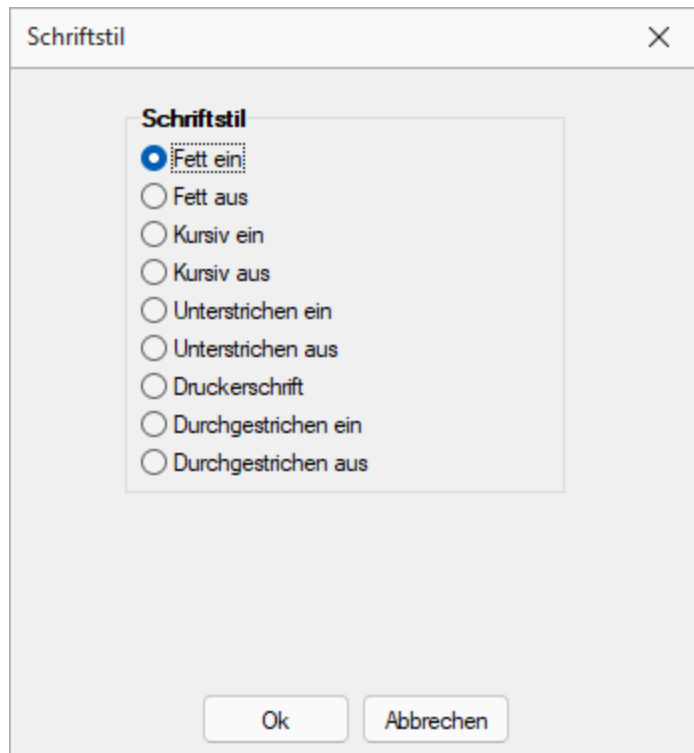 Schriftstil
Schriftstil
Fett ein
Fett aus
Kursiv ein
Kursiv aus
Unterstrichen ein
Unterstrichen aus
Druckerschrift
Durchgestrichen ein
Durchgestrichen aus
Ok Abbrechen